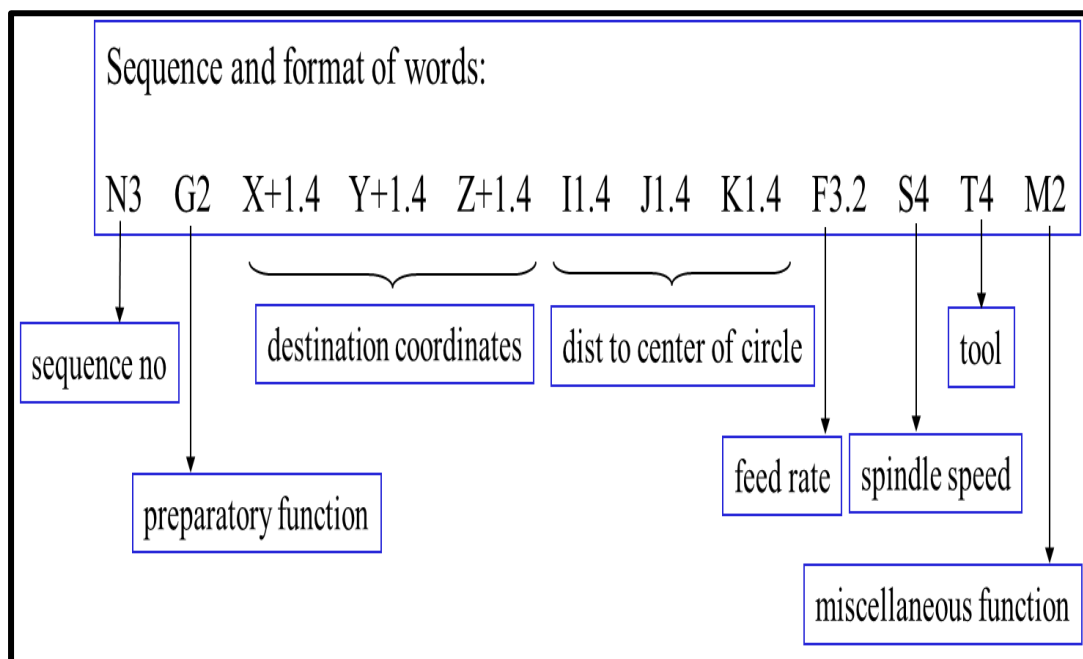 Sequence and format of words:
N3 G2 X+1.4 Y+1.4 Z+1.4 I1.4 J1.4 K1.4 F3.2 S4 T4 M2
sequence no
destination coordinates
dist to center of circle
tool
preparatory function
feed rate
spindle speed
miscellaneous function